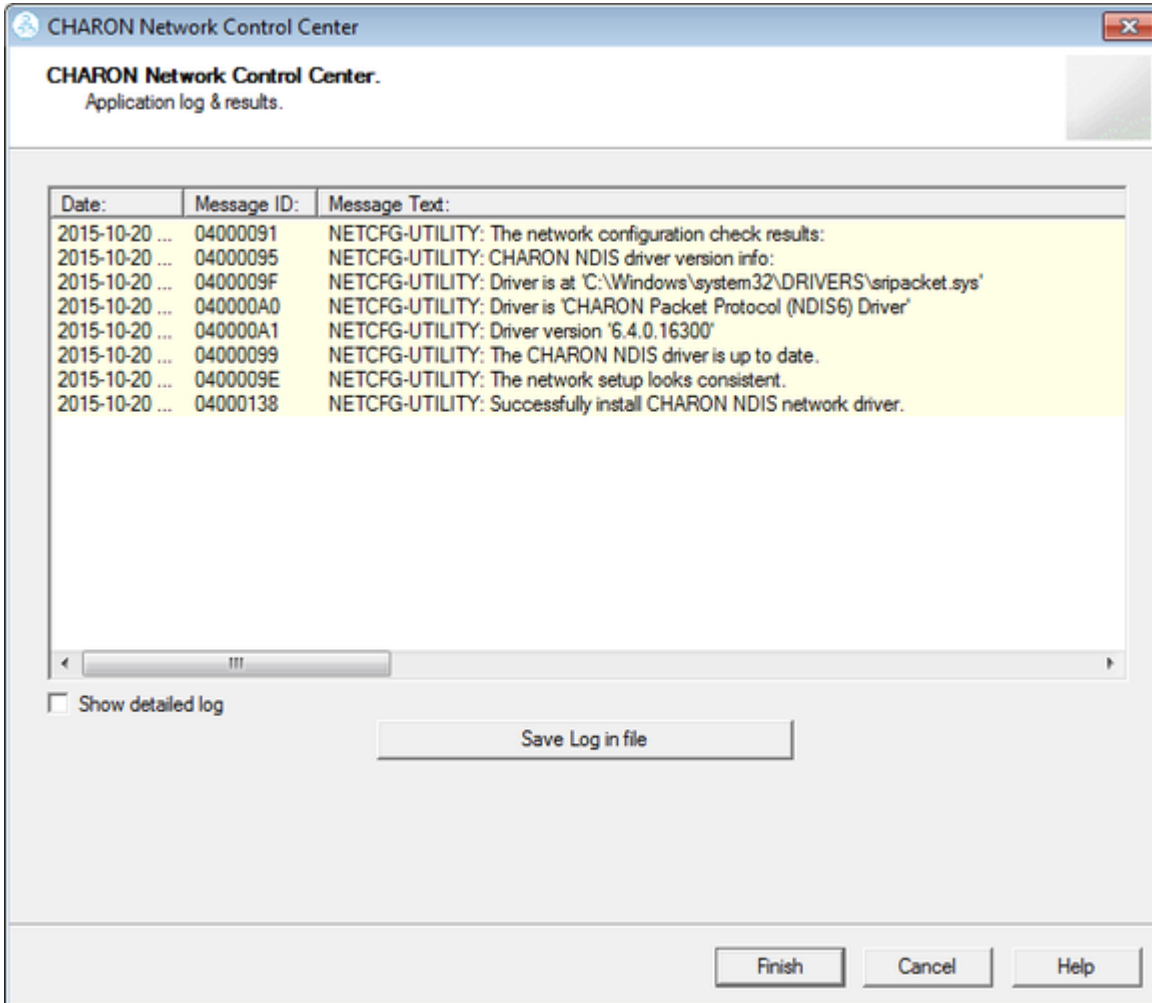 CHARON Network Control Center
CHARON Network Control Center.
Application log & results.
Date: Message ID: Message Text:
2015-10-20 ... 04000091 NETCFG-UTILITY: The network configuration check results:
2015-10-20 ... 04000095 NETCFG-UTILITY: CHARON NDIS driver version info:
2015-10-20 ... 0400009F NETCFG-UTILITY: Driver is at 'C:\Windows\system32\DRIVERS\sripacket.sys'
2015-10-20 ... 040000A0 NETCFG-UTILITY: Driver is 'CHARON Packet Protocol (NDIS6) Driver'
2015-10-20 ... 040000A1 NETCFG-UTILITY: Driver version '6.4.0.16300'
2015-10-20 ... 04000099 NETCFG-UTILITY: The CHARON NDIS driver is up to date.
2015-10-20 ... 0400009E NETCFG-UTILITY: The network setup looks consistent.
2015-10-20 ... 04000138 NETCFG-UTILITY: Successfully install CHARON NDIS network driver.
Show detailed log
Save Log in file
Finish Cancel Help